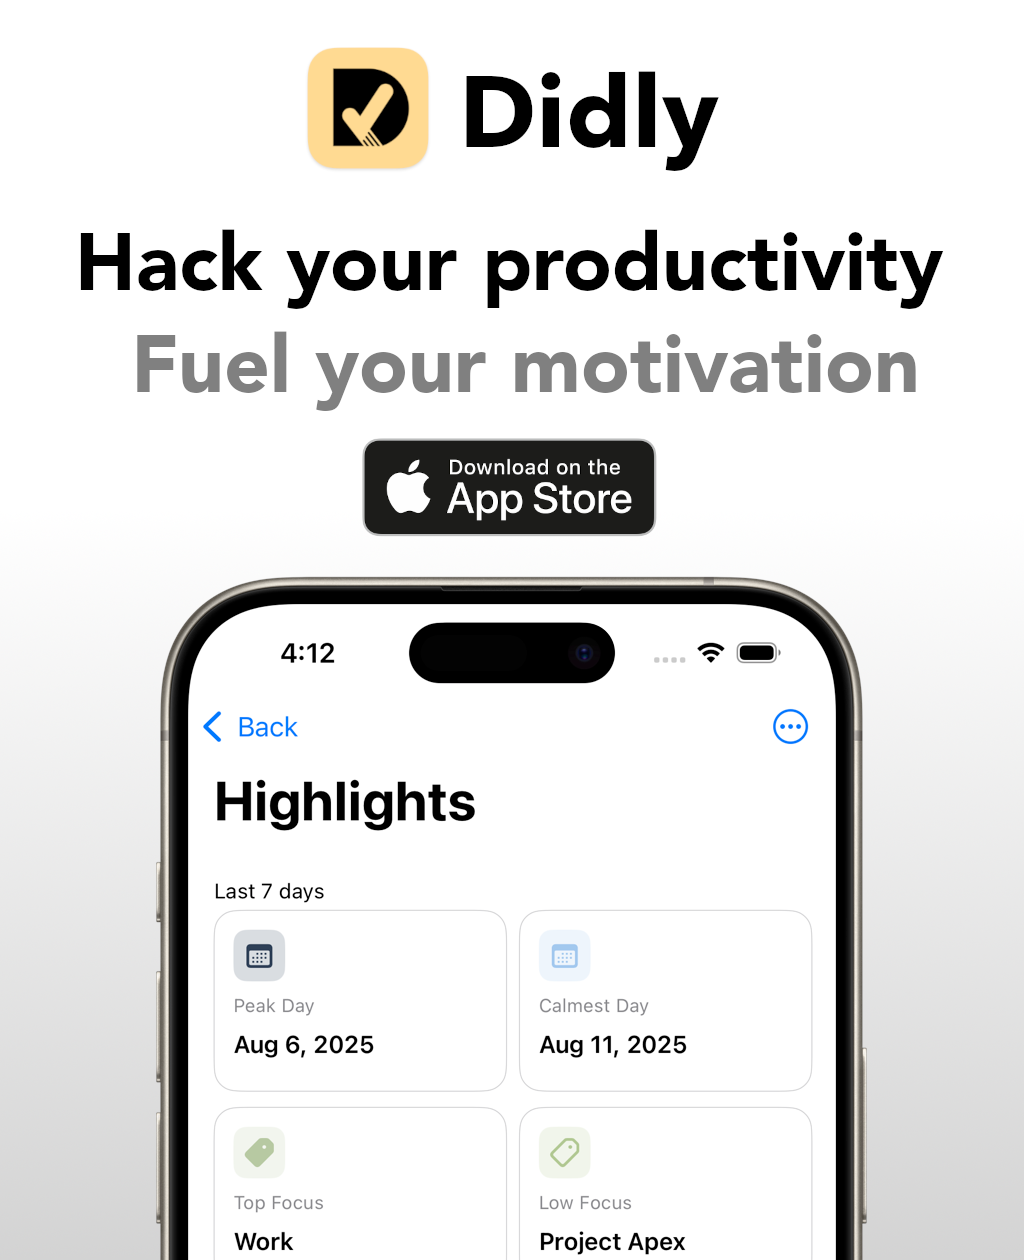 Didly
Hack your productivity
Fuel your motivation
Download on the
App Store
4:12
Back
Highlights
Last 7 days
Peak Day
Aug 6, 2025
Calmest Day
Aug 11, 2025
Top Focus
Work
Low Focus
Project Apex